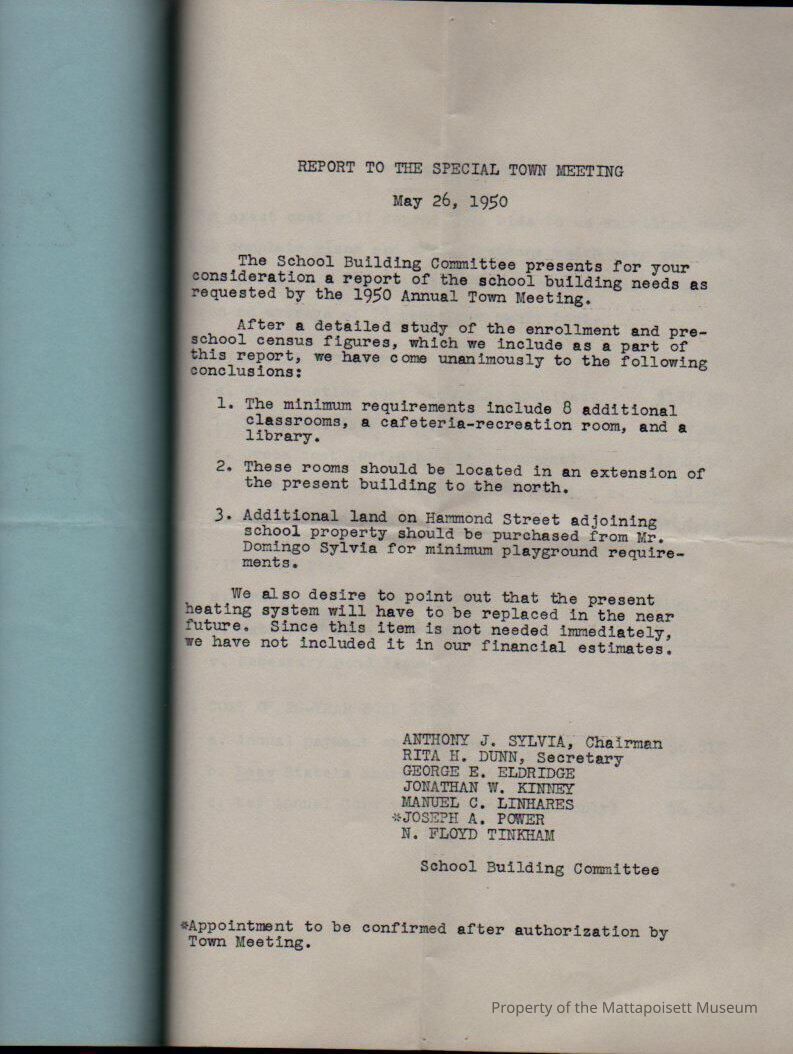 REPORT TO THE SPECIAL TOWN MEETING
May 26, 1950
The School Building Committee presents for your
consideration a report of the school building needs as
requested by the 1950 Annual Town Meeting.
After a detailed study of the enrollment and pre-
school census figures, which we include as a part of
this report, we have come unanimously to the following
conclusions:
1. The minimum requirements include 8 additional
classrooms, a cafeteria-recreation room, and a
library.
2. These rooms should be located in an extension of
the present building to the north.
3. Additional land on Hammond Street adjoining
school property should be purchased from Mr.
Domingo Sylvia for minimum playground require-
ments.
We also desire to point out that the present
heating system will have to be replaced in the near
future. Since this item is not needed immediately,
we have not included it in our financial estimates.
ANTHONY J. SYLVIA, Chairman
RITA H. DUNN, Secretary
GEORGE E. ELDRIDGE
JONATHAN W. KINNEY
MANUEL C. LINHARES
*JOSEPH A. POWER
N. FLOYD TINKHAM
School Building Committee
*Appointment to be confirmed after authorization by
Town Meeting.
Property of the Mattapoisett Museum